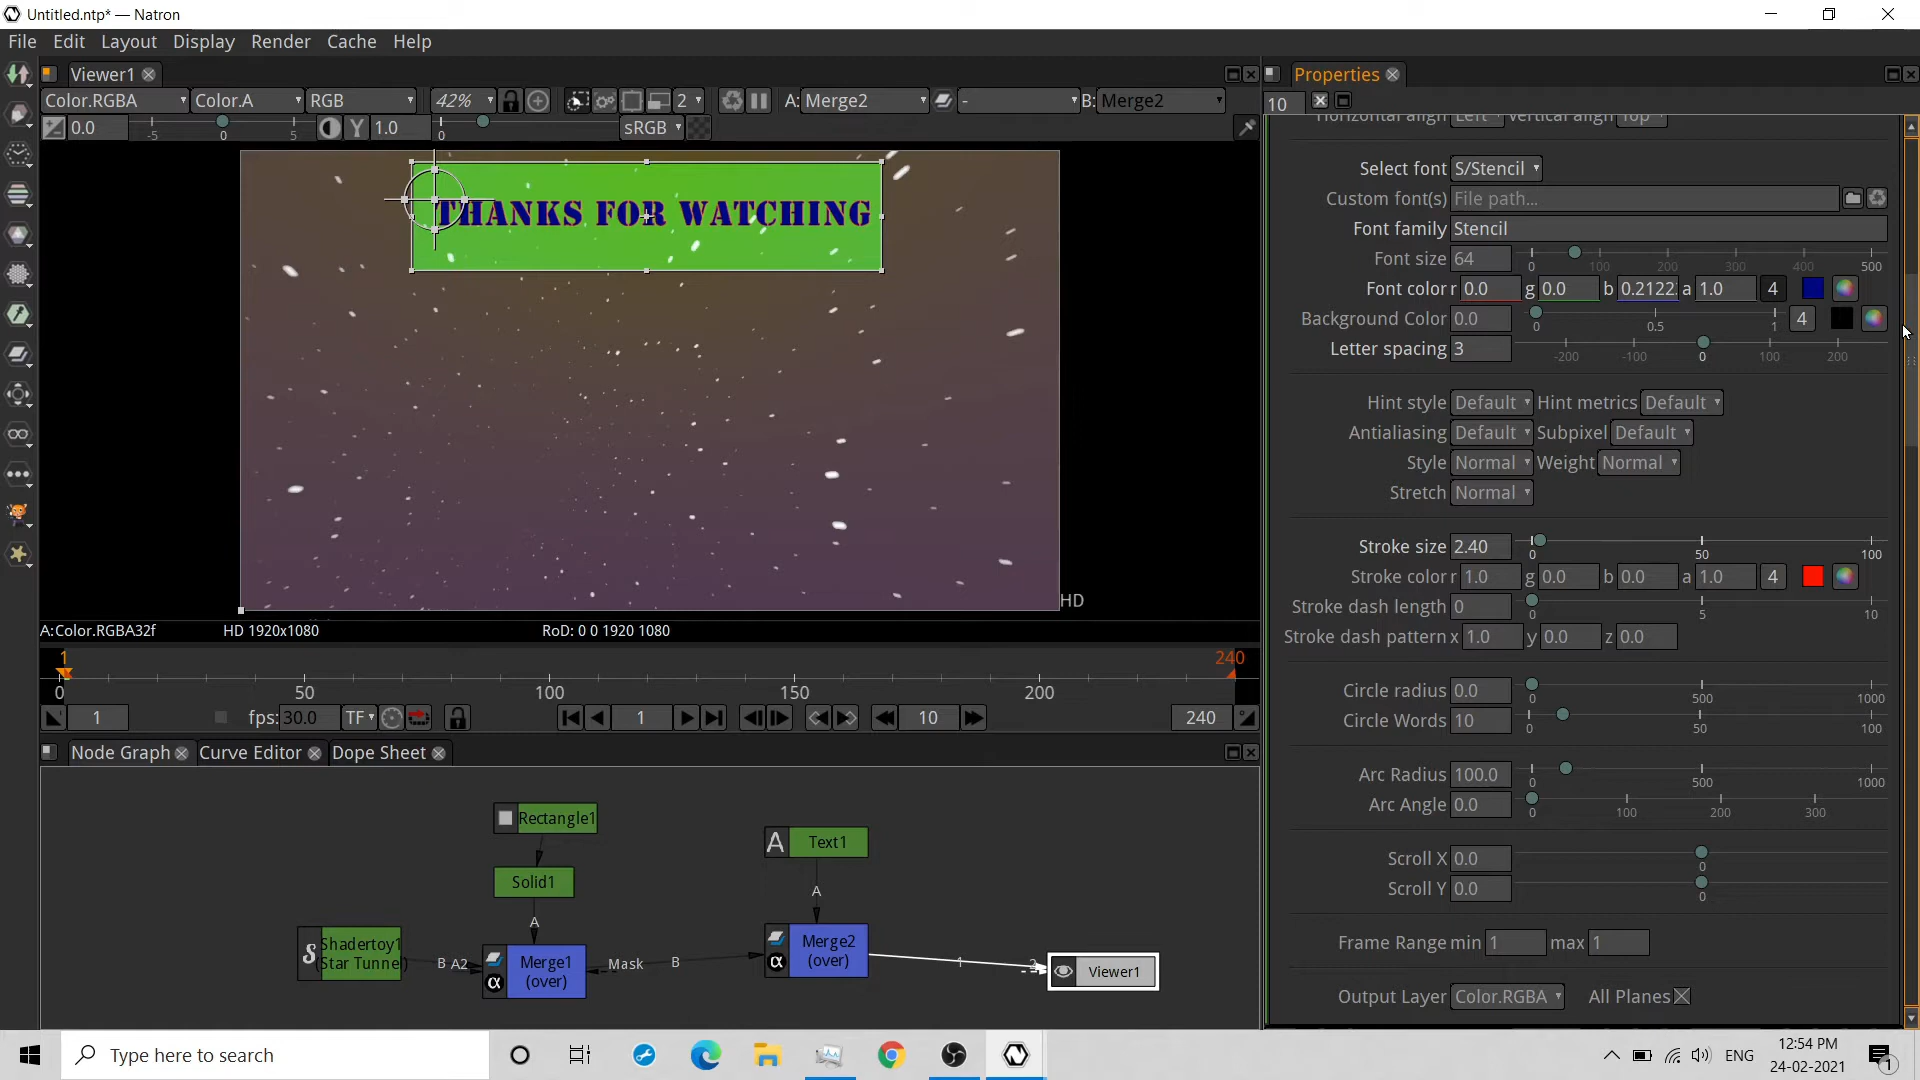 Untitled.ntp* — Natron
File Edit Layout Display Render Cache Help
Viewer1
Properties
Color.RGBA Color.A RGB 42% 2 A: Merge2 - B: Merge2
10
0.0 -5 0 5 Y 1.0 0 sRGB
Horizontal align Left Vertical align Top
THANKS FOR WATCHING
HD
A:Color.RGBA32f HD 1920x1080 RoD: 0 0 1920 1080
1 240
0 50 100 150 200
1 fps: 30.0 TF 1 10 240
Node Graph Curve Editor Dope Sheet
Rectangle1
A Text1
Solid1
A
A
S Shadertoy1
(Star Tunnel)
B A2
α Merge1
(over)
Mask B
α Merge2
(over)
1 2
Viewer1
Select font S/Stencil
Custom font(s) File path...
Font family Stencil
Font size 64 0 100 200 300 400 500
Font color r 0.0 g 0.0 b 0.2122 a 1.0 4
Background Color 0.0 0 0.5 1 4
Letter spacing 3 -200 -100 0 100 200
Hint style Default Hint metrics Default
Antialiasing Default Subpixel Default
Style Normal Weight Normal
Stretch Normal
Stroke size 2.40 0 50 100
Stroke color r 1.0 g 0.0 b 0.0 a 1.0 4
Stroke dash length 0 0 5 10
Stroke dash pattern x 1.0 y 0.0 z 0.0
Circle radius 0.0 0 500 1000
Circle Words 10 0 50 100
Arc Radius 100.0 0 500 1000
Arc Angle 0.0 0 100 200 300
Scroll X 0.0 0
Scroll Y 0.0 0
Frame Range min 1 max 1
Output Layer Color.RGBA All Planes
Type here to search
ENG
12:54 PM
24-02-2021
1